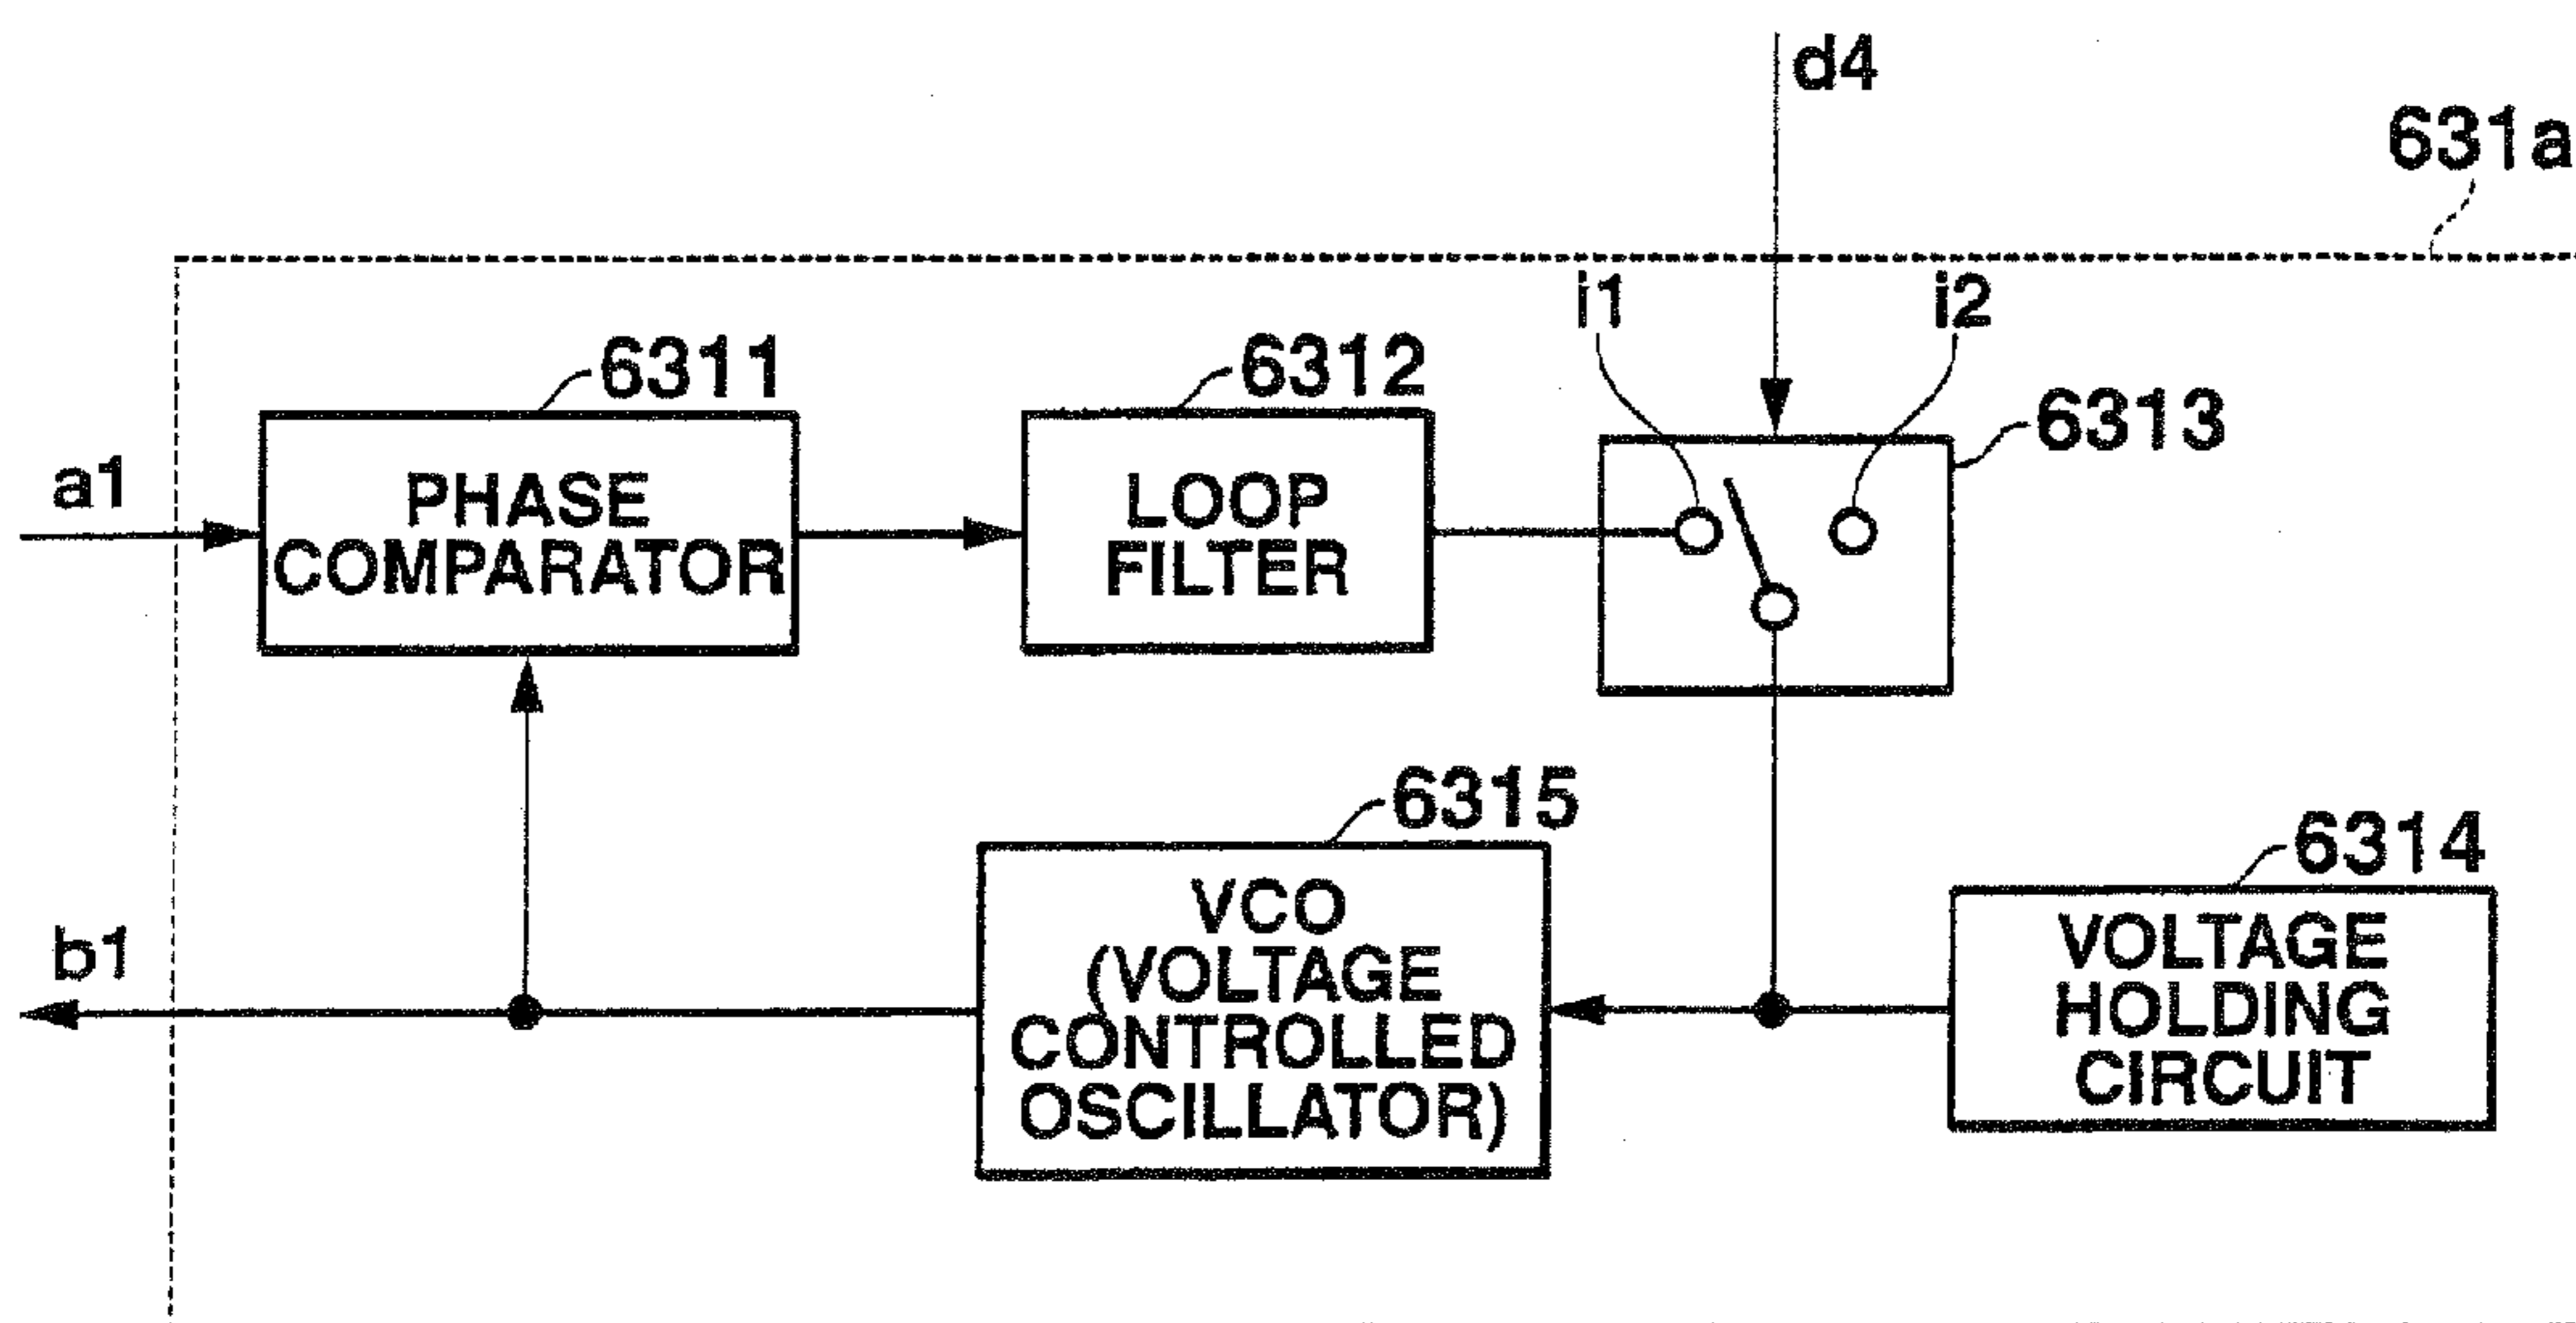 d4
631a
i1
i2
6311
6312
6313
a1
PHASE
COMPARATOR
LOOP
FILTER
6315
6314
b1
VCO
(VOLTAGE
CONTROLLED
OSCILLATOR)
VOLTAGE
HOLDING
CIRCUIT